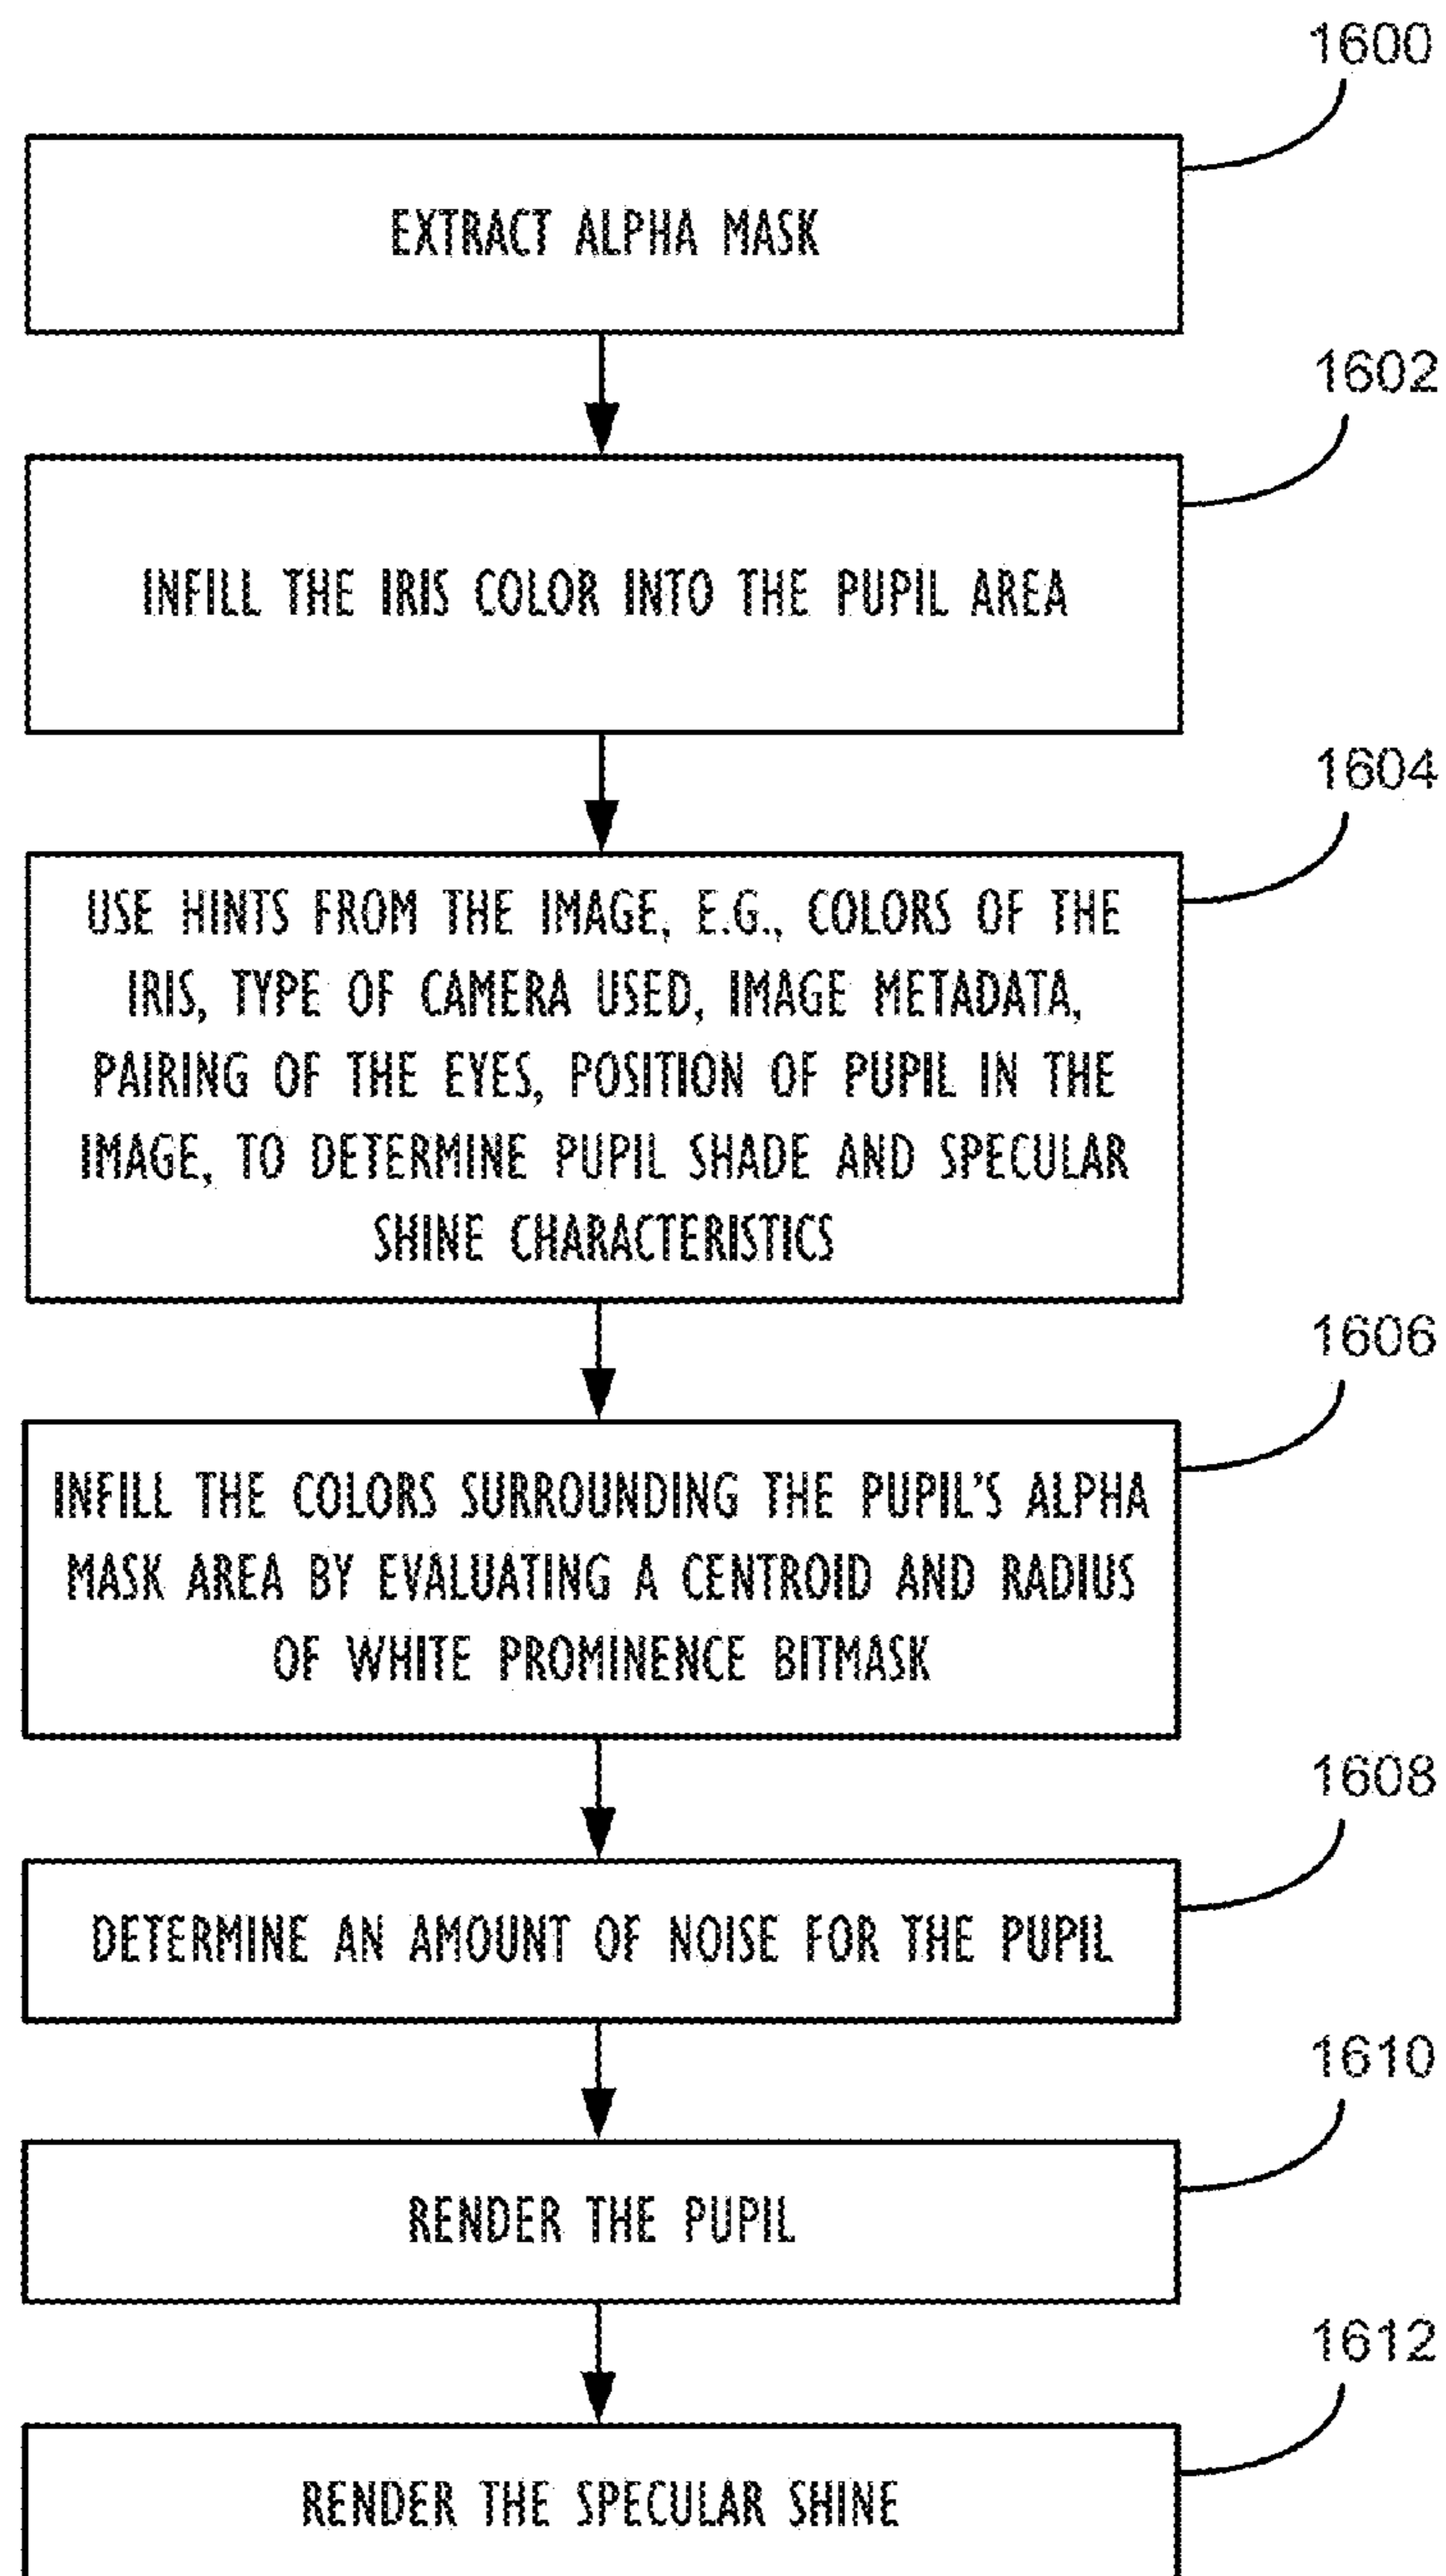 1600
EXTRACT ALPHA MASK
1602
INFILL THE IRIS COLOR INTO THE PUPIL AREA
1604
USE HINTS FROM THE IMAGE, E.G., COLORS OF THE
IRIS, TYPE OF CAMERA USED, IMAGE METADATA,
PAIRING OF THE EYES, POSITION OF PUPIL IN THE
IMAGE, TO DETERMINE PUPIL SHADE AND SPECULAR
SHINE CHARACTERISTICS
1606
INFILL THE COLORS SURROUNDING THE PUPIL'S ALPHA
MASK AREA BY EVALUATING A CENTROID AND RADIUS
OF WHITE PROMINENCE BITMASK
1608
DETERMINE AN AMOUNT OF NOISE FOR THE PUPIL
1610
RENDER THE PUPIL
1612
RENDER THE SPECULAR SHINE